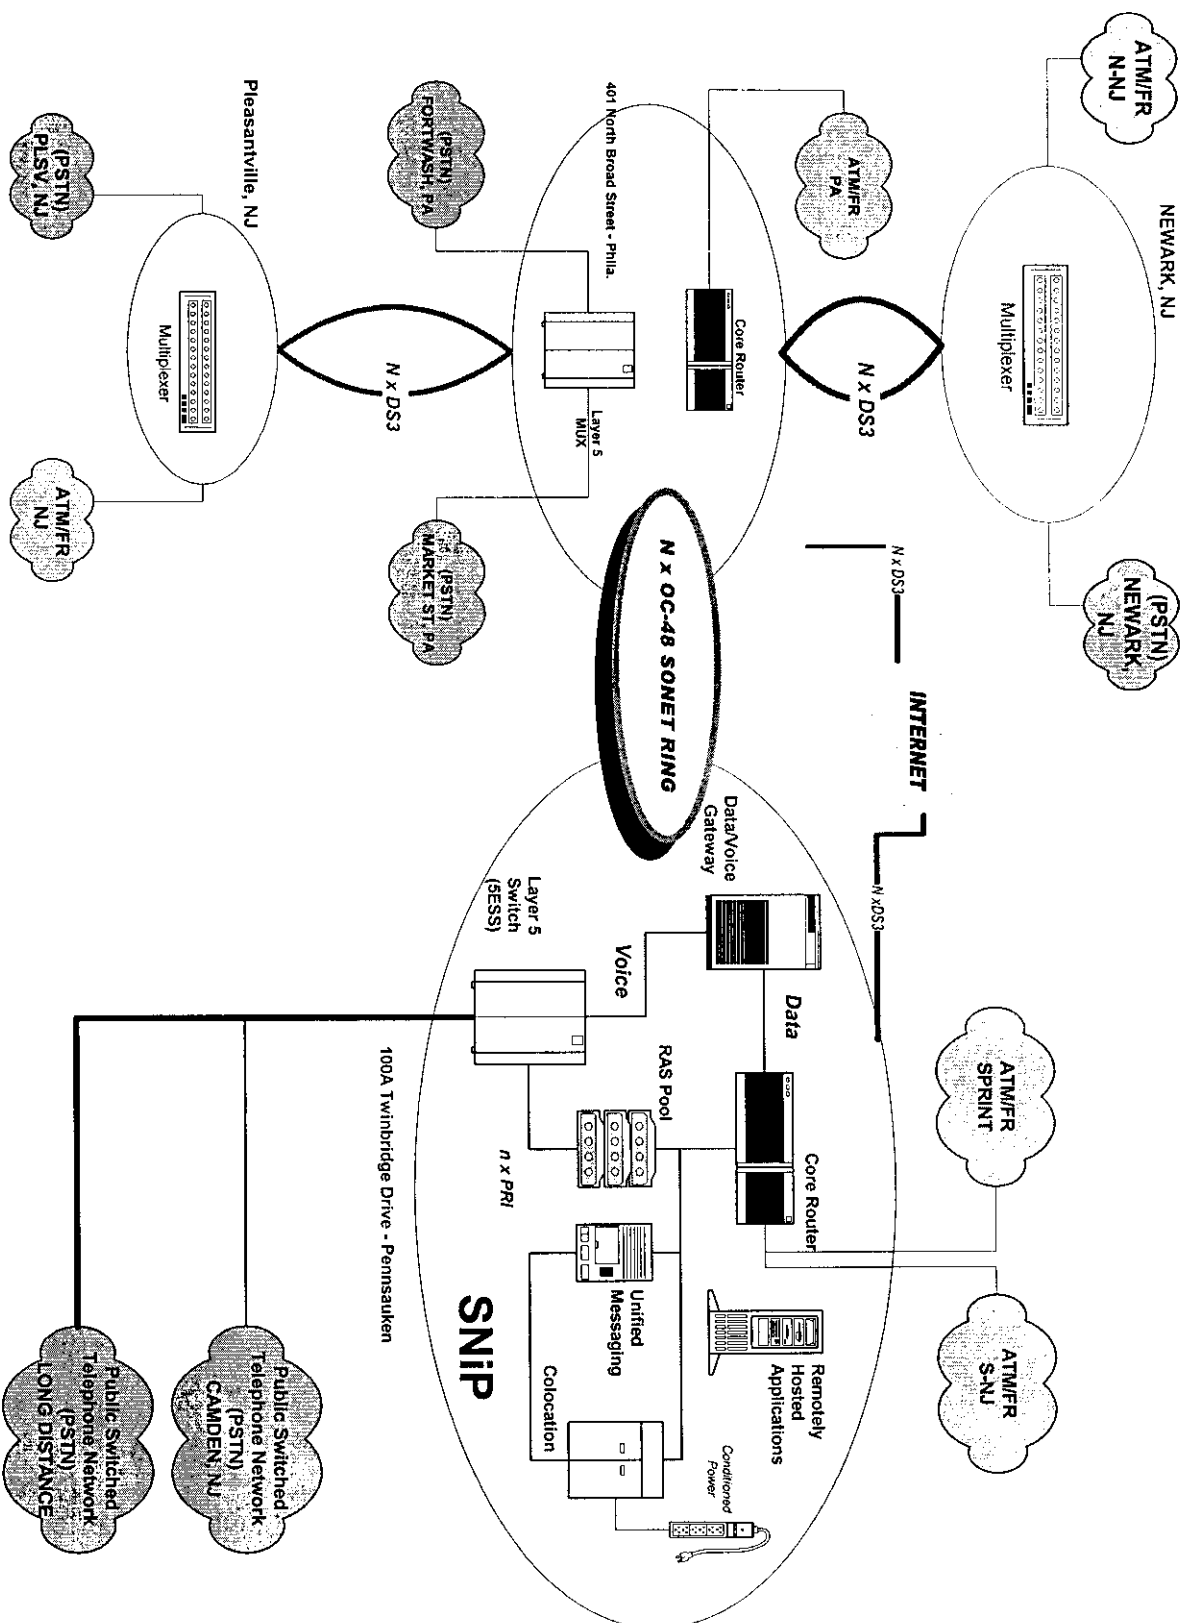 NEWARK, NJ
ATM/FR
N-NJ
Multiplexer
(PSTN)
NEWARK,
NJ
N x DS3
ATM/FR
PA
401 North Broad Street - Phila.
Core Router
Layer 5
MUX
(PSTN)
FORTWASH, PA
(PSTN)
MARKET ST, PA
N x DS3
Pleasantville, NJ
Multiplexer
(PSTN)
PLSV, NJ
ATM/FR
NJ
N x OC-48 SONET RING
N x DS3
INTERNET
N xDS3
ATM/FR
SPRINT
ATM/FR
S-NJ
Data/Voice
Gateway
Data
Voice
Core Router
Layer 5
Switch
(5ESS)
RAS Pool
n x PRI
Unified
Messaging
Remotely
Hosted
Applications
Colocation
Conditioned
Power
SNiP
100A Twinbridge Drive - Pennsauken
Public Switched
Telephone Network -
(PSTN)
CAMDEN, NJ
Public Switched
Telephone Network
(PSTN)
LONG DISTANCE